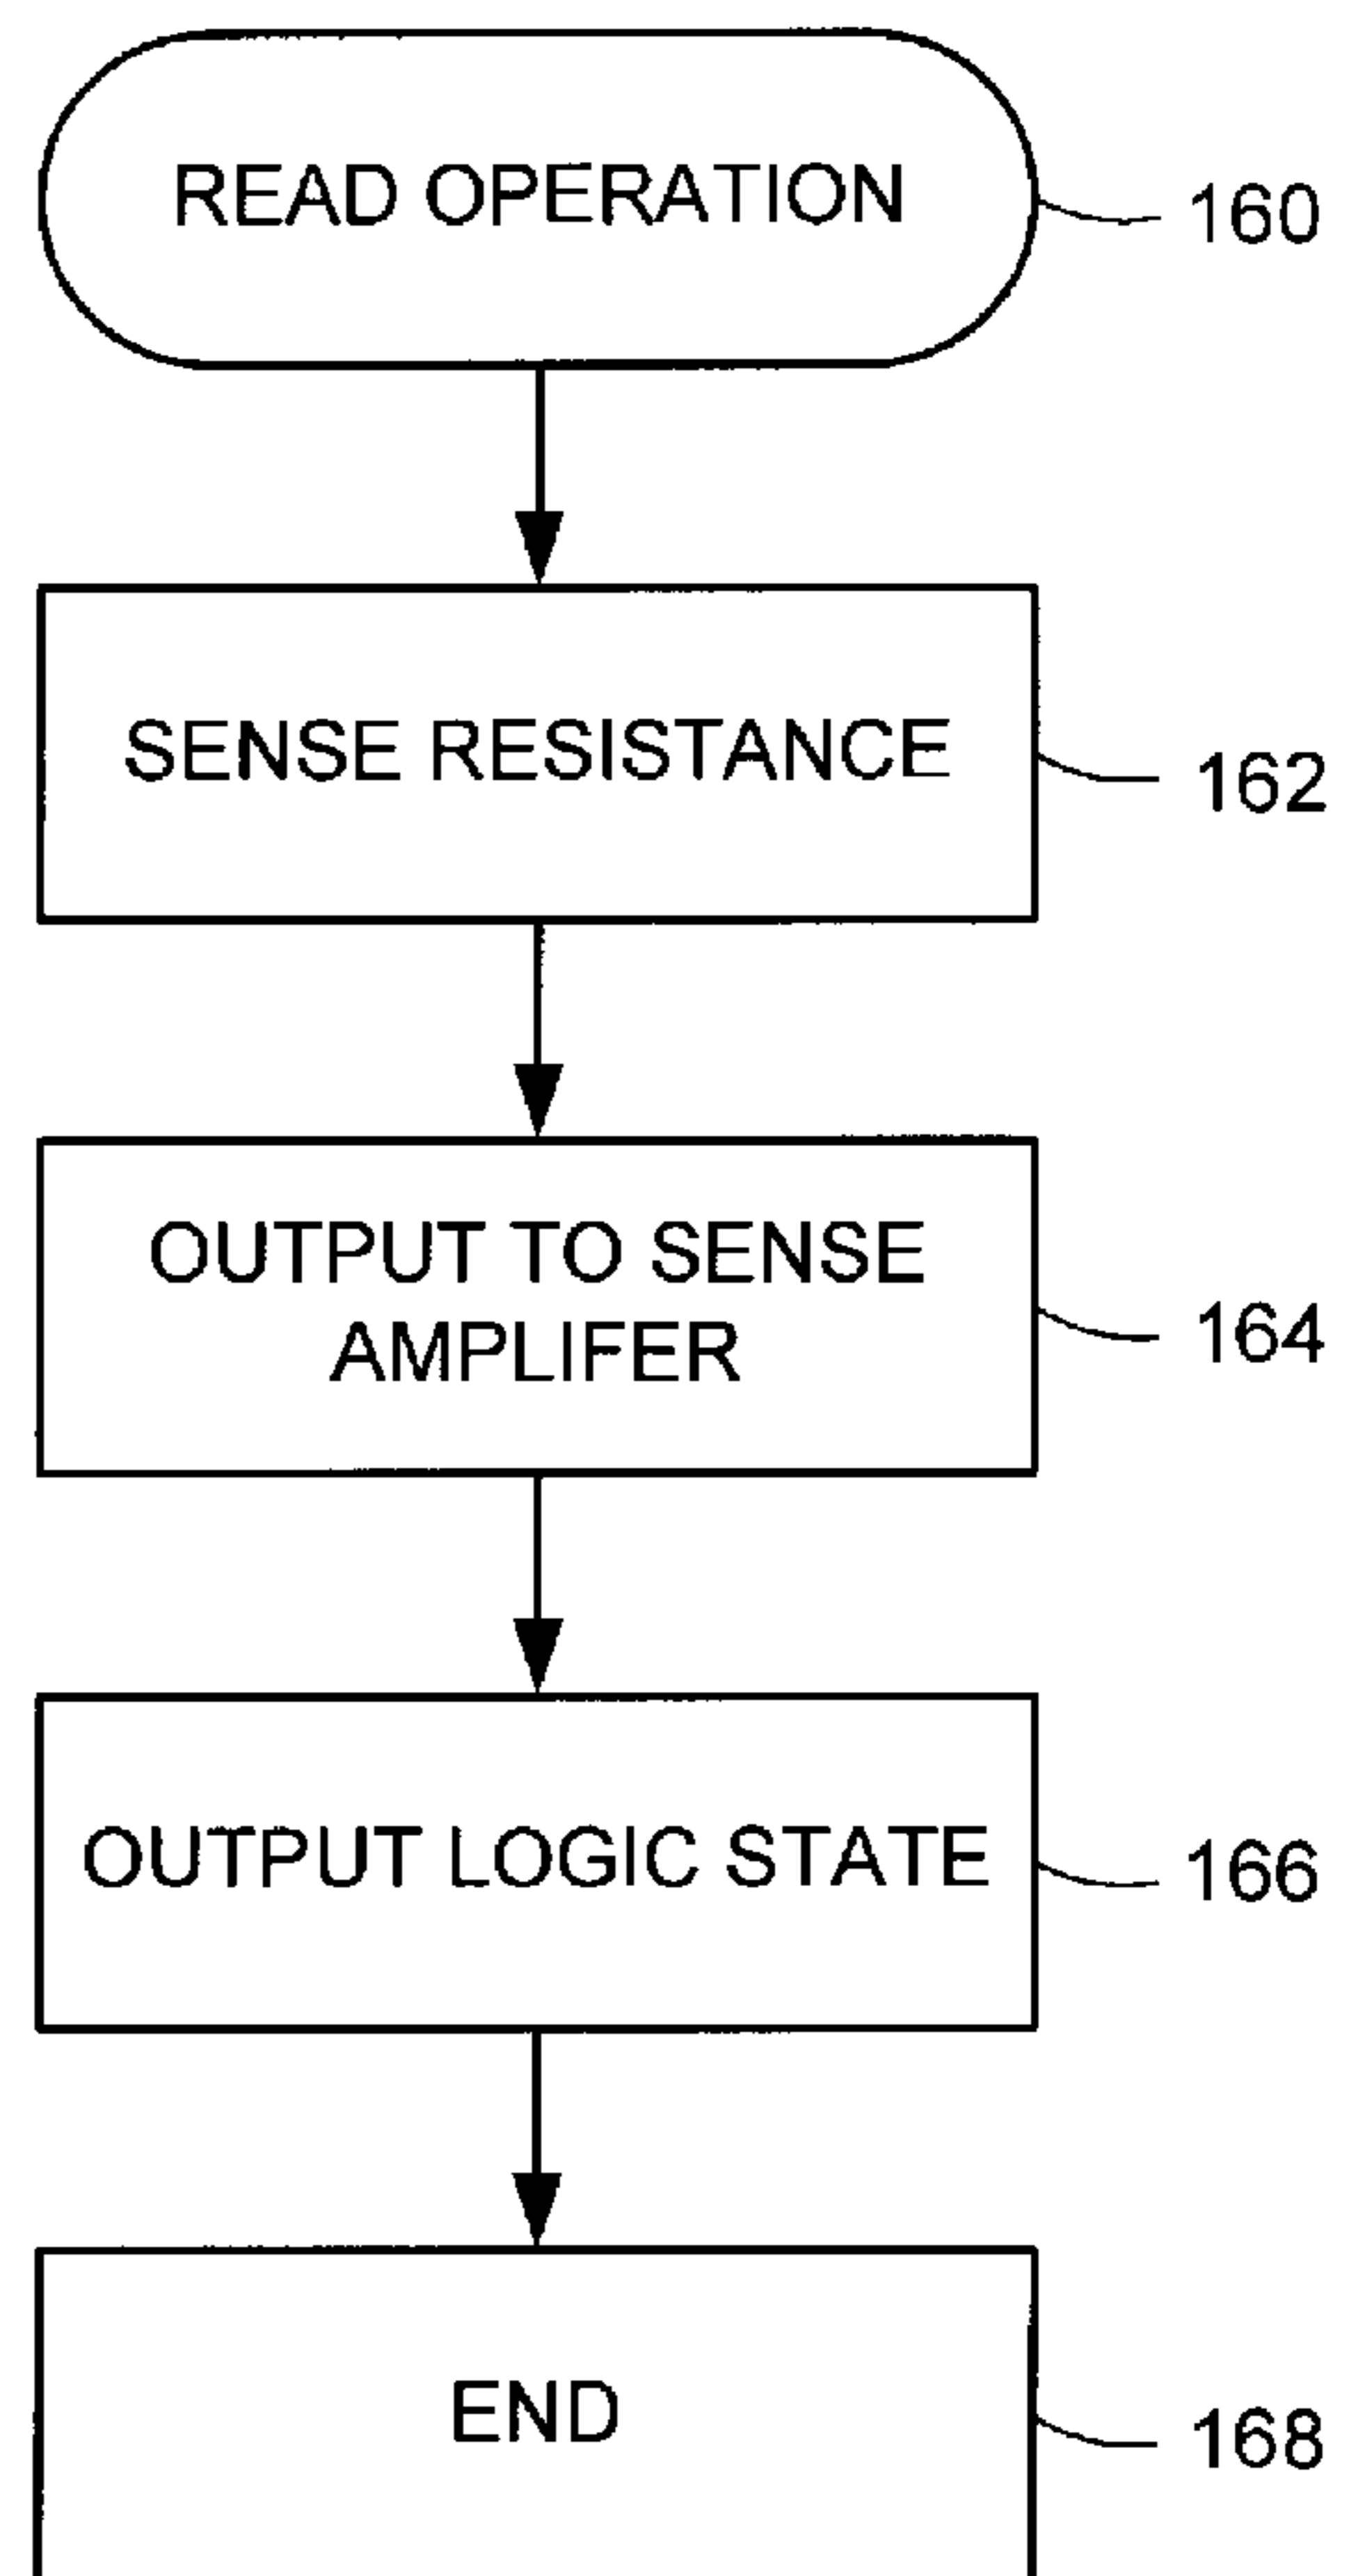 READ OPERATION
160
SENSE RESISTANCE
162
OUTPUT TO SENSE
AMPLIFER
164
OUTPUT LOGIC STATE
166
END
168